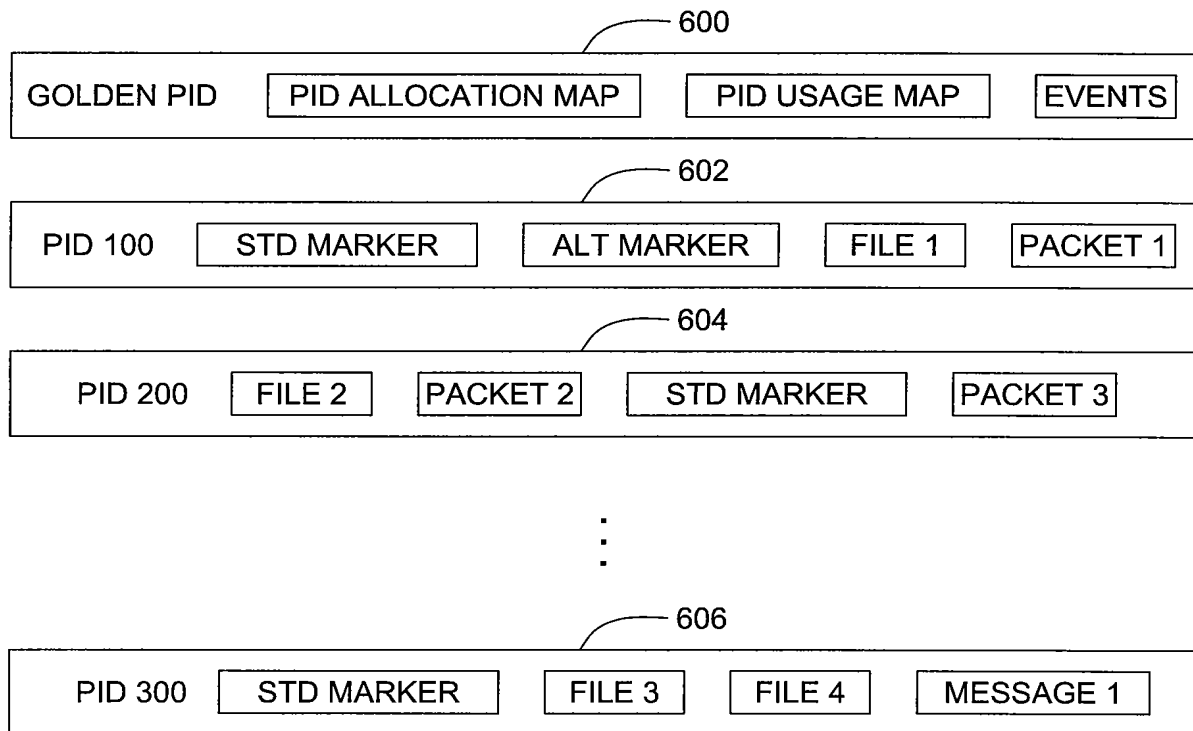 600
GOLDEN PID PID ALLOCATION MAP PID USAGE MAP EVENTS
602
PID 100 STD MARKER ALT MARKER FILE 1 PACKET 1
604
PID 200 FILE 2 PACKET 2 STD MARKER PACKET 3
606
PID 300 STD MARKER FILE 3 FILE 4 MESSAGE 1